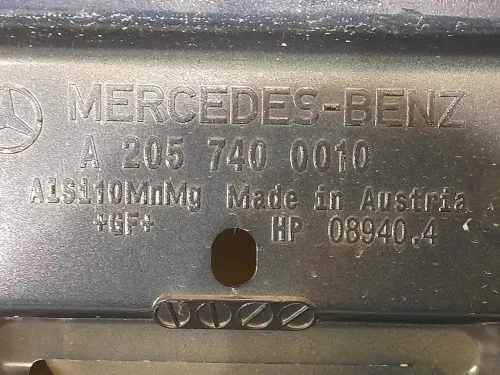 MERCEDES-BENZ
A 205 740 0010
AlSi10MnMg Made in Austria
+GF+ HP 08940.4